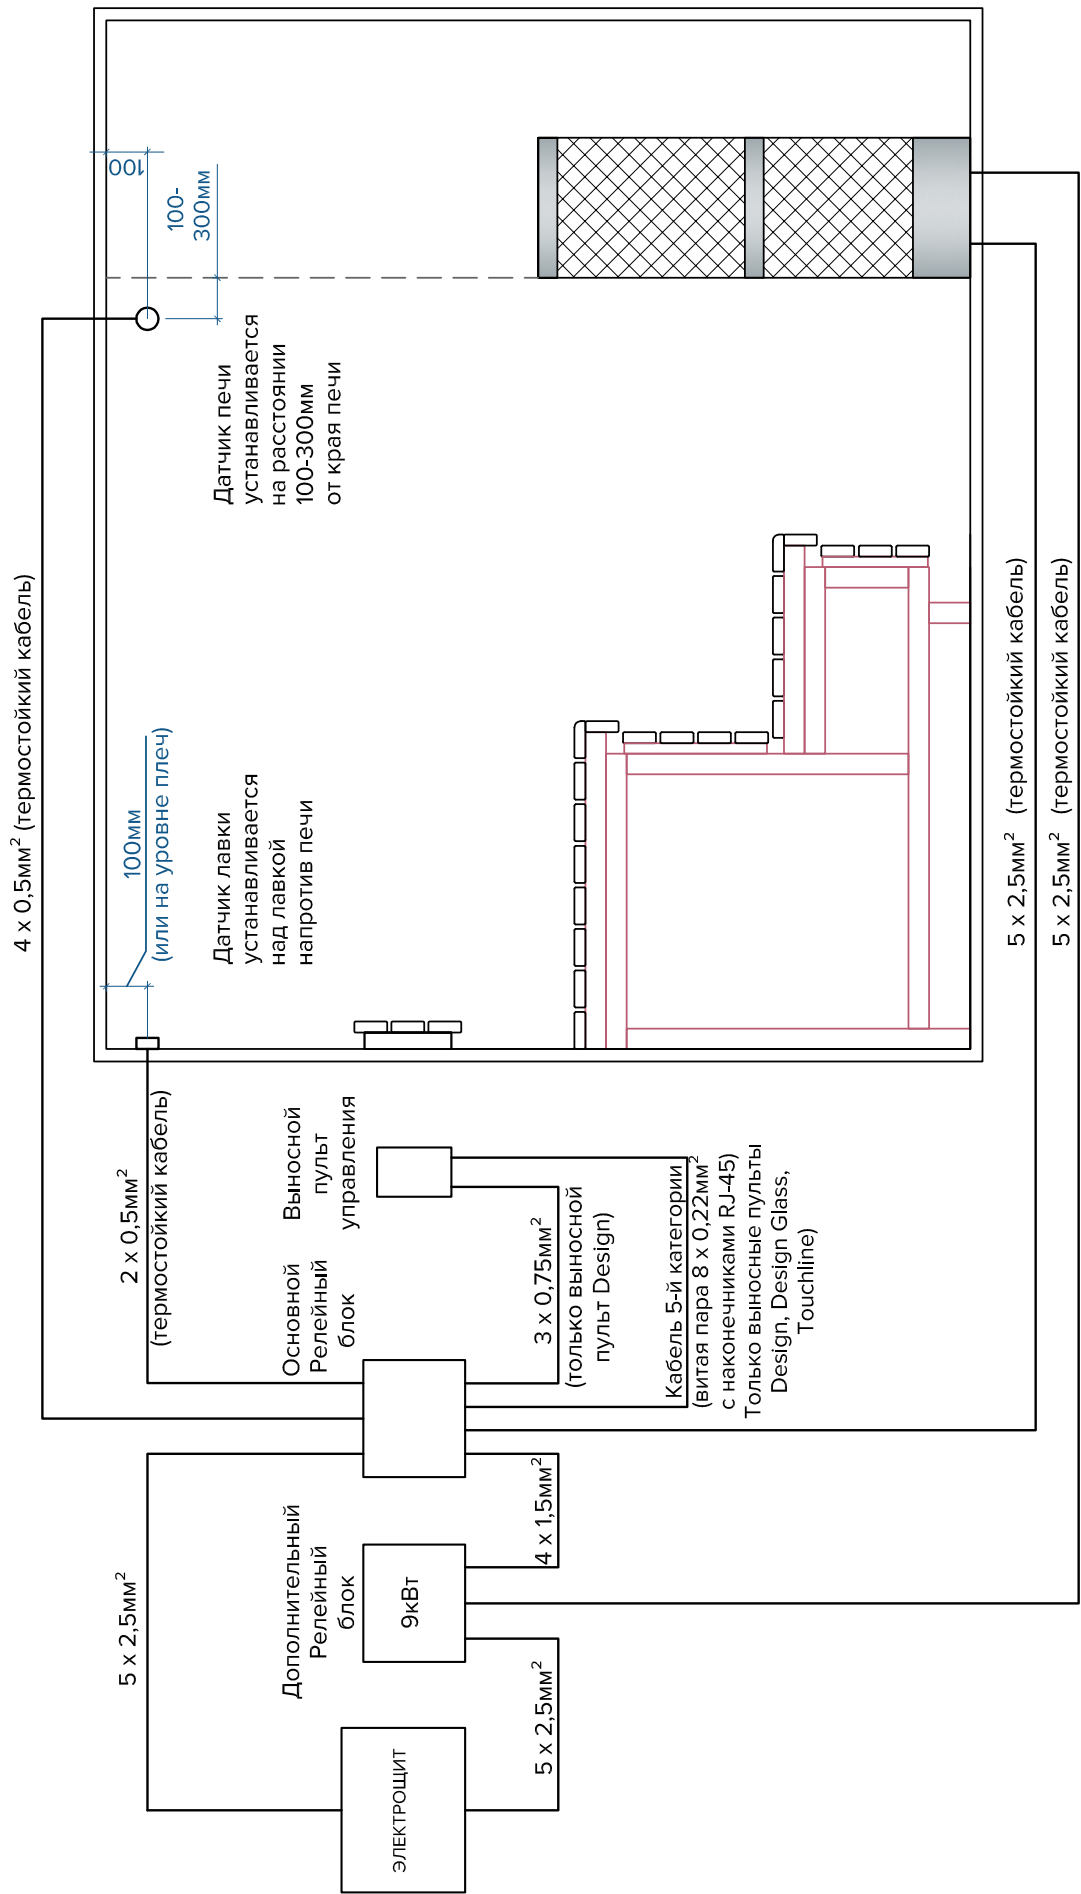 4 x 0,5мм² (термостойкий кабель)
100
100-
300мм
100мм
(или на уровне плеч)
Датчик лавки
устанавливается
над лавкой
напротив печи
Датчик печи
устанавливается
на расстоянии
100-300мм
от края печи
5 x 2,5мм²
2 x 0,5мм²
(термостойкий кабель)
ЭЛЕКТРОЩИТ
Дополнительный
Релейный
блок
9кВт
Основной
Релейный
блок
Выносной
пульт
управления
5 x 2,5мм²
4 x 1,5мм²
3 x 0,75мм²
(только выносной
пульт Design)
Кабель 5-й категории
(витая пара 8 x 0,22мм²
с наконечниками RJ-45)
Только выносные пульты
Design, Design Glass,
Touchline)
5 x 2,5мм² (термостойкий кабель)
5 x 2,5мм² (термостойкий кабель)